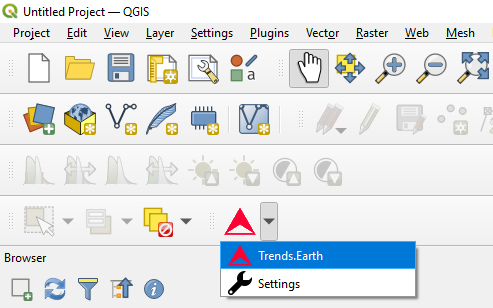 Untitled Project — QGIS
Project Edit View Layer Settings Plugins Vector Raster Web Mesh
Trends.Earth
Settings
Browser